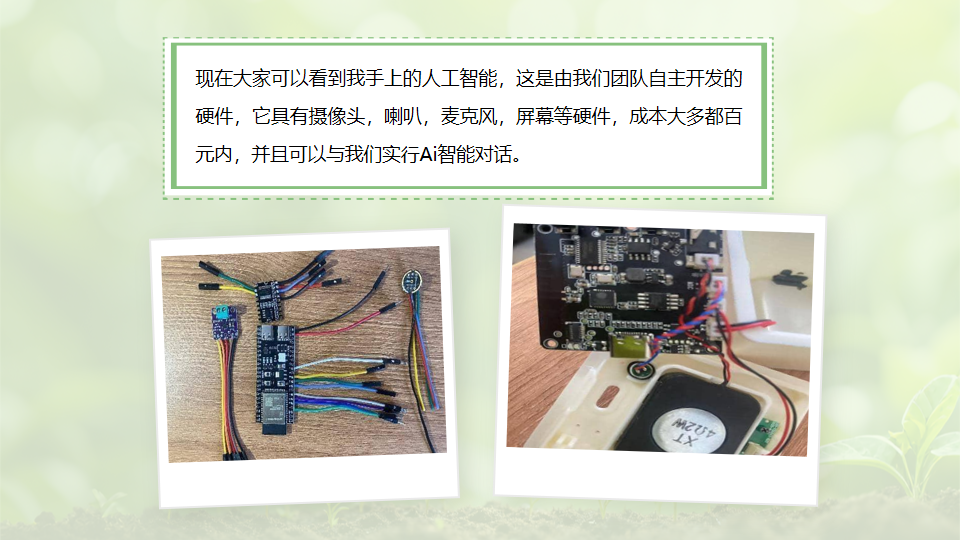 现在大家可以看到我手上的人工智能，这是由我们团队自主开发的
硬件，它具有摄像头，喇叭，麦克风，屏幕等硬件，成本大多都百
元内，并且可以与我们实行Ai智能对话。
XT
4Ω2W